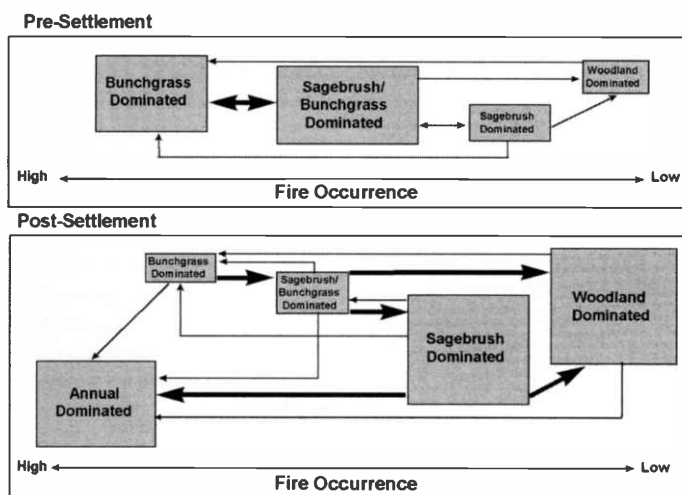 Pre-Settlement
Bunchgrass
Dominated
Sagebrush/
Bunchgrass
Dominated
Woodland
Dominated
Sagebrush
Dominated
High
Low
Fire Occurrence
Post-Settlement
Bunchgrass
Dominated
Sagebrush/
Bunchgrass
Dominated
Woodland
Dominated
Sagebrush
Dominated
Annual
Dominated
High
Low
Fire Occurrence